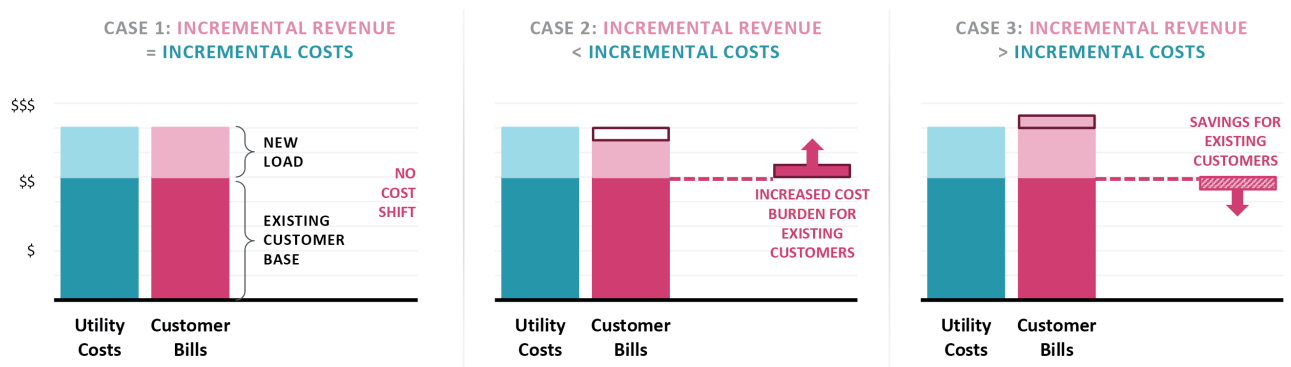 CASE 1: INCREMENTAL REVENUE
= INCREMENTAL COSTS
$$$
$$
$
NEW
LOAD
EXISTING
CUSTOMER
BASE
NO
COST
SHIFT
Utility
Costs
Customer
Bills
CASE 2: INCREMENTAL REVENUE
< INCREMENTAL COSTS
INCREASED COST
BURDEN FOR
EXISTING
CUSTOMERS
Utility
Costs
Customer
Bills
CASE 3: INCREMENTAL REVENUE
> INCREMENTAL COSTS
SAVINGS FOR
EXISTING
CUSTOMERS
Utility
Costs
Customer
Bills